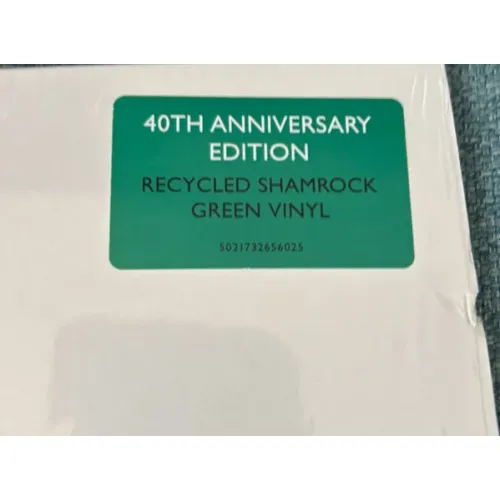 40TH ANNIVERSARY
EDITION
RECYCLED SHAMROCK
GREEN VINYL
5021732656025